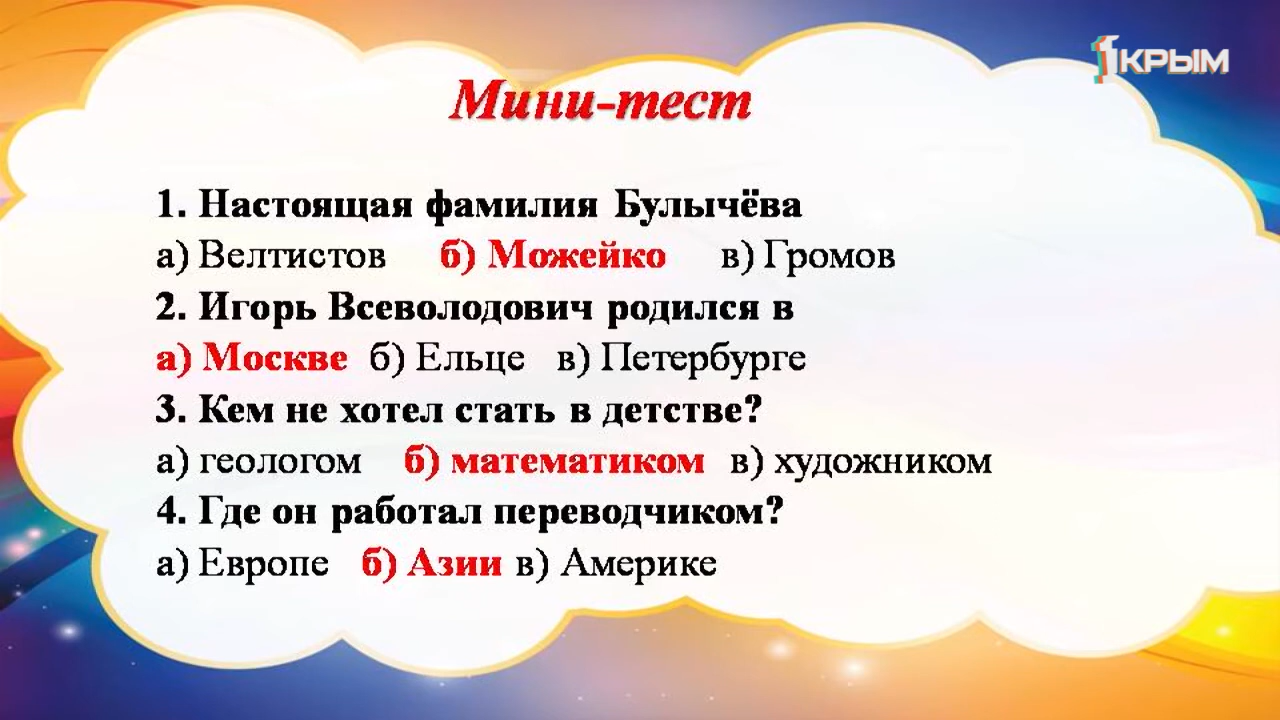 1КРЫМ
Мини-тест
1. Настоящая фамилия Булычёва
а) Велтистов б) Можейко в) Громов
2. Игорь Всеволодович родился в
а) Москве б) Ельце в) Петербурге
3. Кем не хотел стать в детстве?
а) геологом б) математиком в) художником
4. Где он работал переводчиком?
а) Европе б) Азии в) Америке